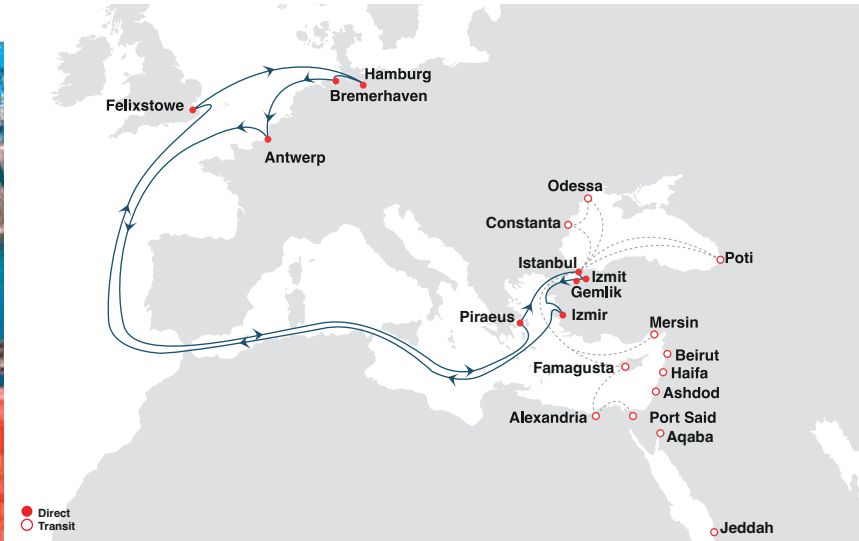 Hamburg
Bremerhaven
Felixstowe
Antwerp
Odessa
Constanta
Istanbul
Poti
Izmit
Gemlik
Piraeus
Izmir
Mersin
Beirut
Famagusta
Haifa
Ashdod
Alexandria
Port Said
Aqaba
Direct
Transit
Jeddah